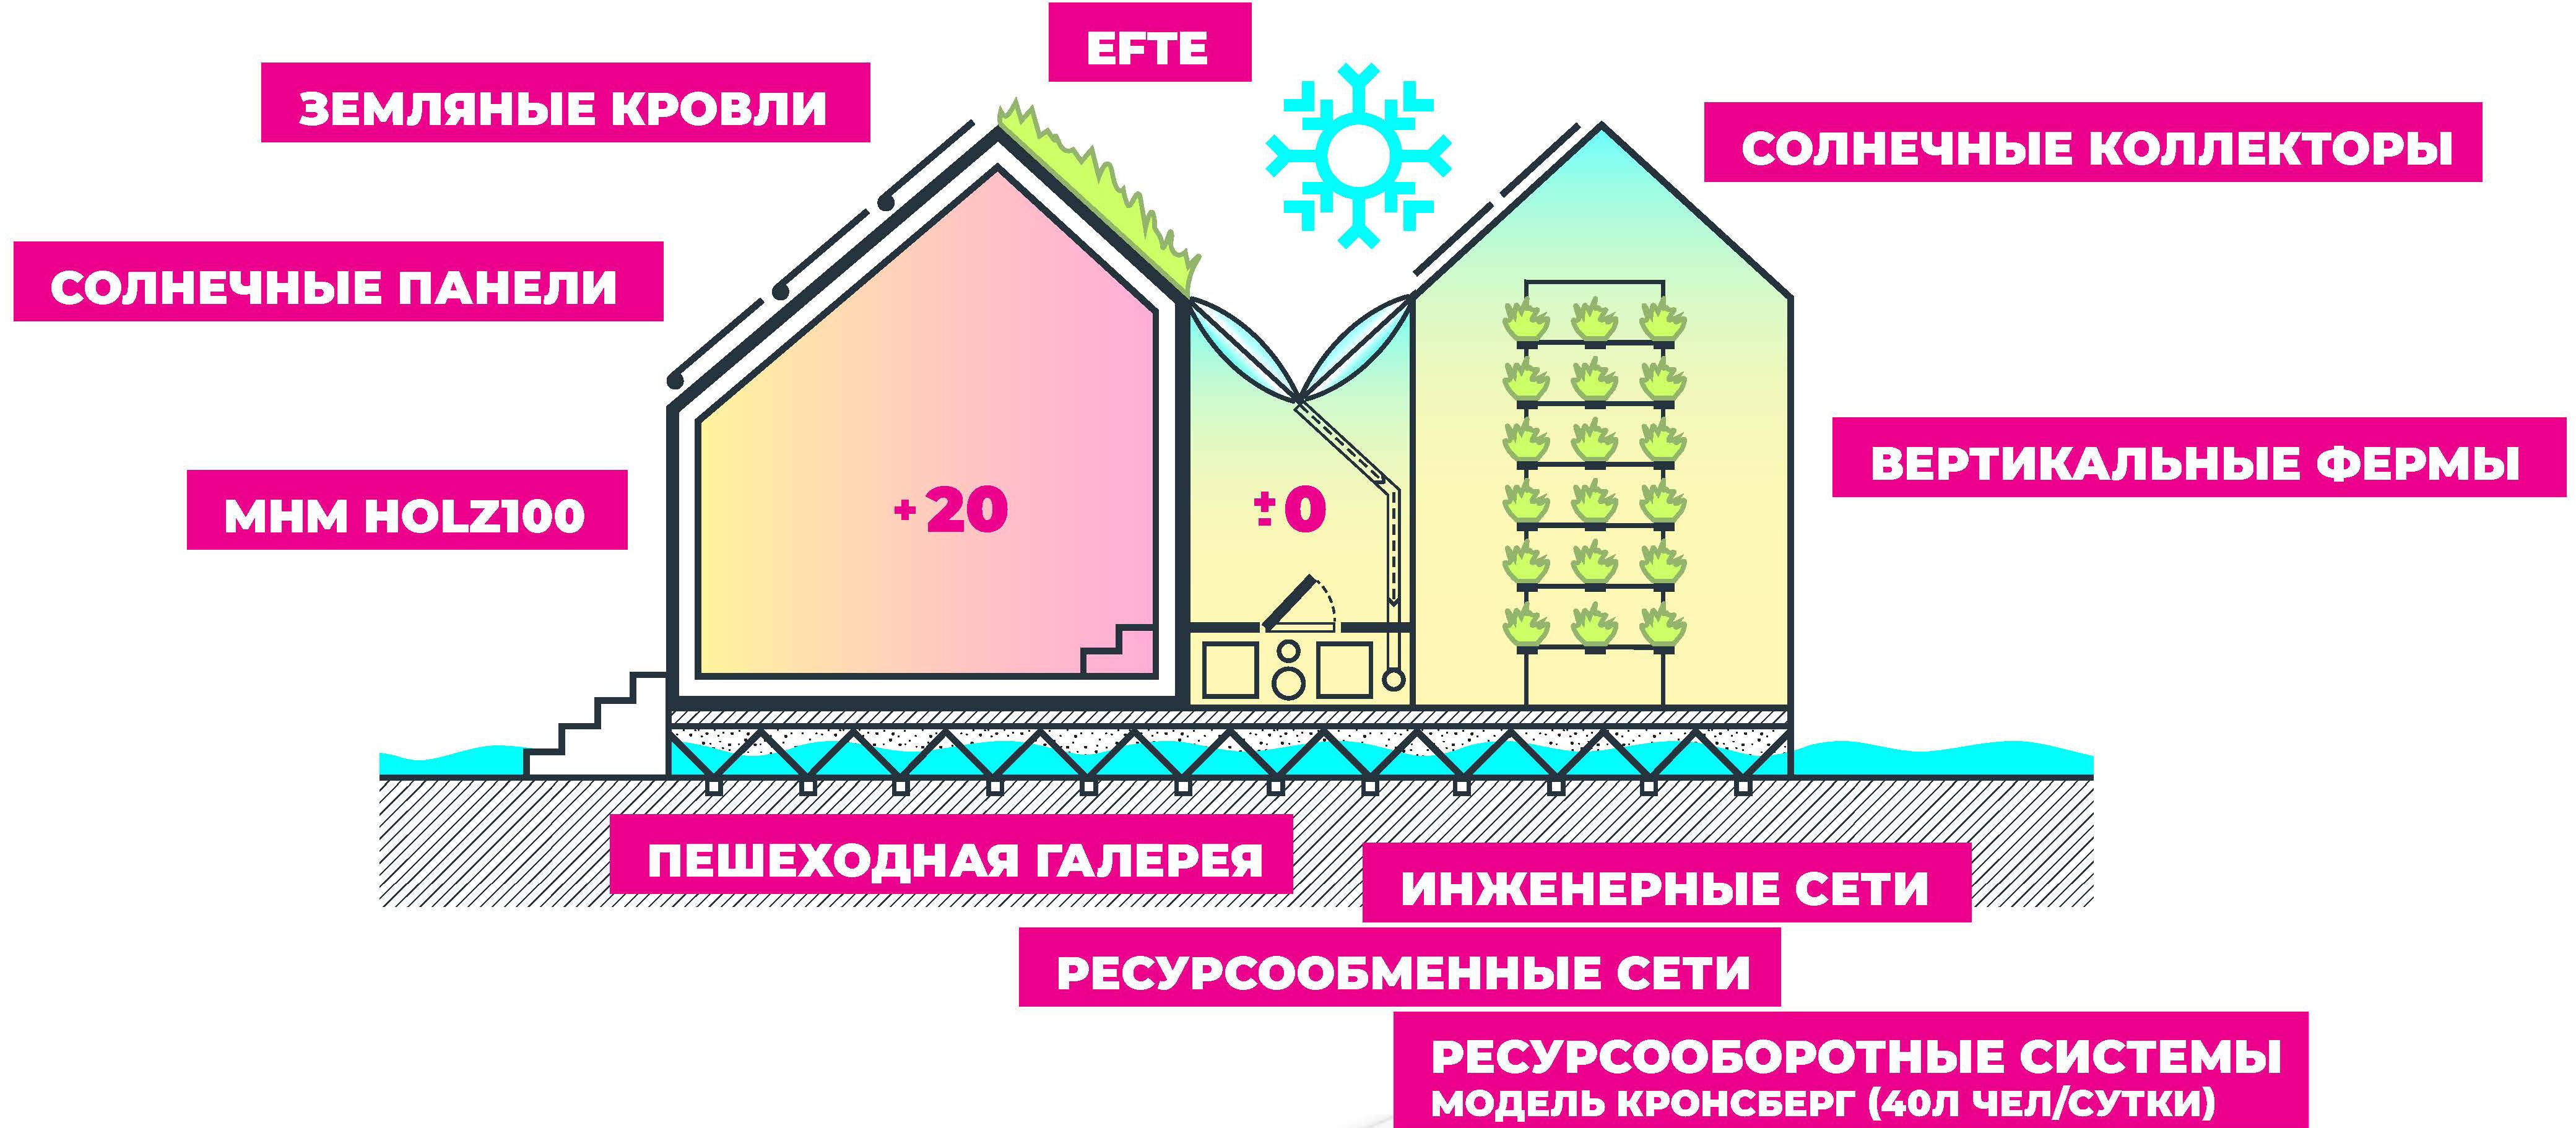 EFTE
ЗЕМЛЯНЫЕ КРОВЛИ
СОЛНЕЧНЫЕ КОЛЛЕКТОРЫ
СОЛНЕЧНЫЕ ПАНЕЛИ
ВЕРТИКАЛЬНЫЕ ФЕРМЫ
МНМ HOLZ100
+20
±0
ПЕШЕХОДНАЯ ГАЛЕРЕЯ
ИНЖЕНЕРНЫЕ СЕТИ
РЕСУРСООБМЕННЫЕ СЕТИ
РЕСУРСООБОРОТНЫЕ СИСТЕМЫ
МОДЕЛЬ КРОНСБЕРГ (40Л ЧЕЛ/СУТКИ)